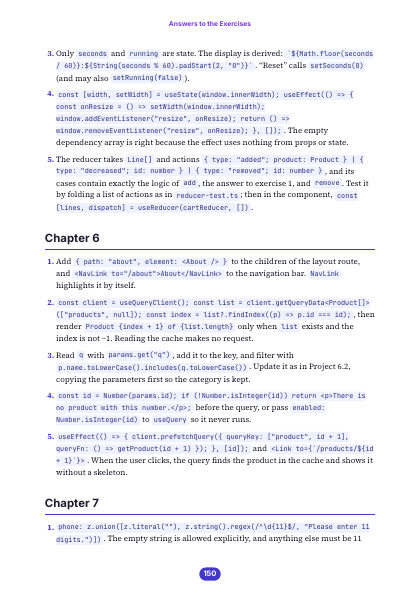 Answers to the Exercises
3. Only seconds and running are state. The display is derived: `${Math.floor(seconds
/ 60)}:${String(seconds % 60).padStart(2, "0")}`. “Reset” calls setSeconds(0)
(and may also setRunning(false)).
4. const [width, setWidth] = useState(window.innerWidth); useEffect(() => {
const onResize = () => setWidth(window.innerWidth);
window.addEventListener("resize", onResize); return () =>
window.removeEventListener("resize", onResize); }, []);. The empty
dependency array is right because the effect uses nothing from props or state.
5. The reducer takes Line[] and actions { type: "added"; product: Product } | {
type: "decreased"; id: number } | { type: "removed"; id: number }, and its
cases contain exactly the logic of add, the answer to exercise 1, and remove. Test it
by folding a list of actions as in reducer-test.ts; then in the component, const
[lines, dispatch] = useReducer(cartReducer, []).
Chapter 6
1. Add { path: "about", element: <About /> } to the children of the layout route,
and <NavLink to="/about">About</NavLink> to the navigation bar. NavLink
highlights it by itself.
2. const client = useQueryClient(); const list = client.getQueryData<Product[]>
(["products", null]); const index = list?.findIndex((p) => p.id === id);, then
render Product {index + 1} of {list.length} only when list exists and the
index is not −1. Reading the cache makes no request.
3. Read q with params.get("q"), add it to the key, and filter with
p.name.toLowerCase().includes(q.toLowerCase()). Update it as in Project 6.2,
copying the parameters first so the category is kept.
4. const id = Number(params.id); if (!Number.isInteger(id)) return <p>There is
no product with this number.</p>; before the query, or pass enabled:
Number.isInteger(id) to useQuery so it never runs.
5. useEffect(() => { client.prefetchQuery({ queryKey: ["product", id + 1],
queryFn: () => getProduct(id + 1) }); }, [id]); and <Link to={`/products/${id
+ 1}`}>. When the user clicks, the query finds the product in the cache and shows it
without a skeleton.
Chapter 7
1. phone: z.union([z.literal(""), z.string().regex(/^\d{11}$/, "Please enter 11
digits.")]). The empty string is allowed explicitly, and anything else must be 11
150